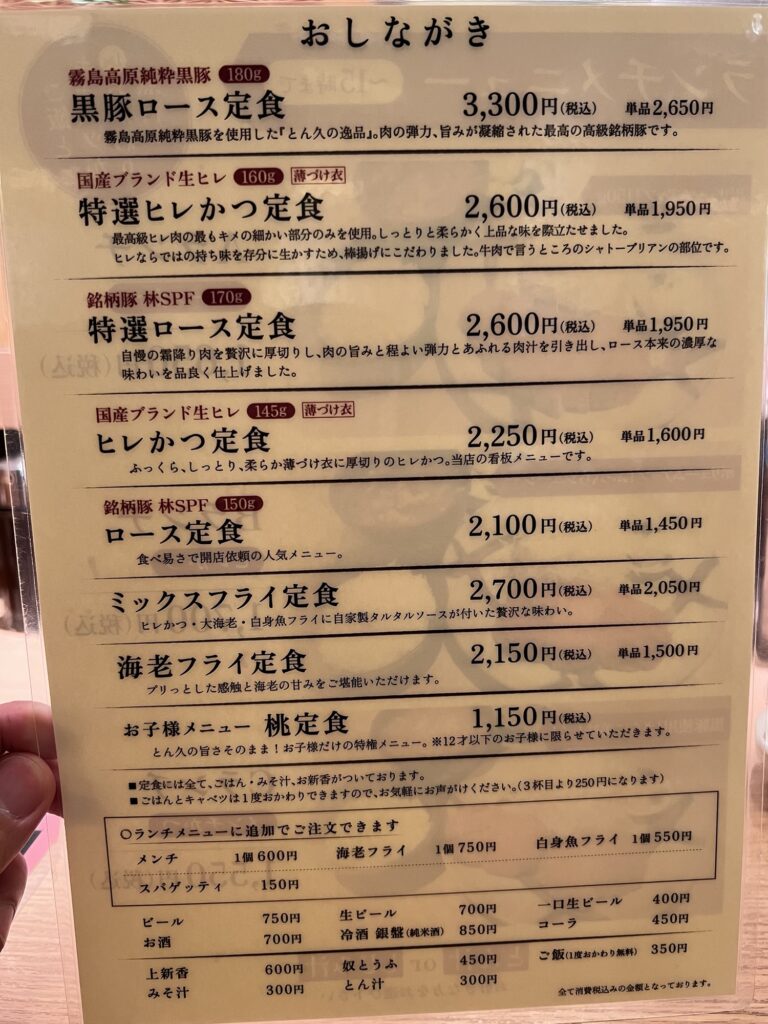 おしながき
霧島高原純粋黒豚 180g
黒豚ロース定食 3,300円(税込) 単品2,650円
霧島高原純粋黒豚を使用した『とん久の逸品』。肉の弾力、旨みが凝縮された最高の高級銘柄豚です。
国産ブランド生ヒレ 160g 薄づけ衣
特選ヒレかつ定食 2,600円(税込) 単品1,950円
最高級ヒレ肉の最もキメの細かい部分のみを使用。しっとりと柔らかく上品な味を際立たせました。
ヒレならではの持ち味を存分に生かすため、棒揚げにこだわりました。牛肉で言うところのシャトーブリアンの部位です。
銘柄豚 林SPF 170g
特選ロース定食 2,600円(税込) 単品1,950円
自慢の霜降り肉を贅沢に厚切りし、肉の旨みと程よい弾力とあふれる肉汁を引き出し、ロース本来の濃厚な
味わいを品良く仕上げました。
国産ブランド生ヒレ 145g 薄づけ衣
ヒレかつ定食 2,250円(税込) 単品1,600円
ふっくら、しっとり、柔らか薄づけ衣に厚切りのヒレかつ。当店の看板メニューです。
銘柄豚 林SPF 150g
ロース定食 2,100円(税込) 単品1,450円
食べ易さで開店依頼の人気メニュー。
ミックスフライ定食 2,700円(税込) 単品2,050円
ヒレかつ・大海老・白身魚フライに自家製タルタルソースが付いた贅沢な味わい。
海老フライ定食 2,150円(税込) 単品1,500円
プリっとした感触と海老の甘みをご堪能いただけます。
お子様メニュー 桃定食 1,150円(税込)
とん久の旨さそのまま!お子様だけの特権メニュー。※12才以下のお子様に限らせていただきます。
■定食には全て、ごはん・みそ汁、お新香がついております。
■ごはんとキャベツは1度おかわりできますので、お気軽にお声がけください。(3杯目より250円になります)
○ランチメニューに追加でご注文できます
メンチ 1個600円 海老フライ 1個750円 白身魚フライ 1個550円
スパゲッティ 150円
ビール 750円 生ビール 700円 一口生ビール 400円
お酒 700円 冷酒 銀盤(純米酒) 850円 コーラ 450円
上新香 600円 奴とうふ 450円 ご飯(1度おかわり無料) 350円
みそ汁 300円 とん汁 300円
全て消費税込みの金額となっております。